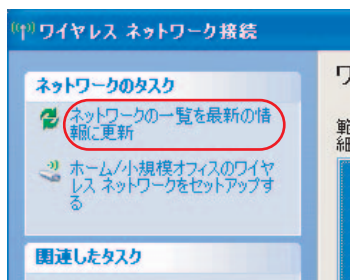 ワイヤレス ネットワーク接続
ネットワークのタスク
ネットワークの一覧を最新の情
報に更新
ホーム/小規模オフィスのワイヤ
レス ネットワークをセットアップす
る
関連したタスク
ワ
範
細